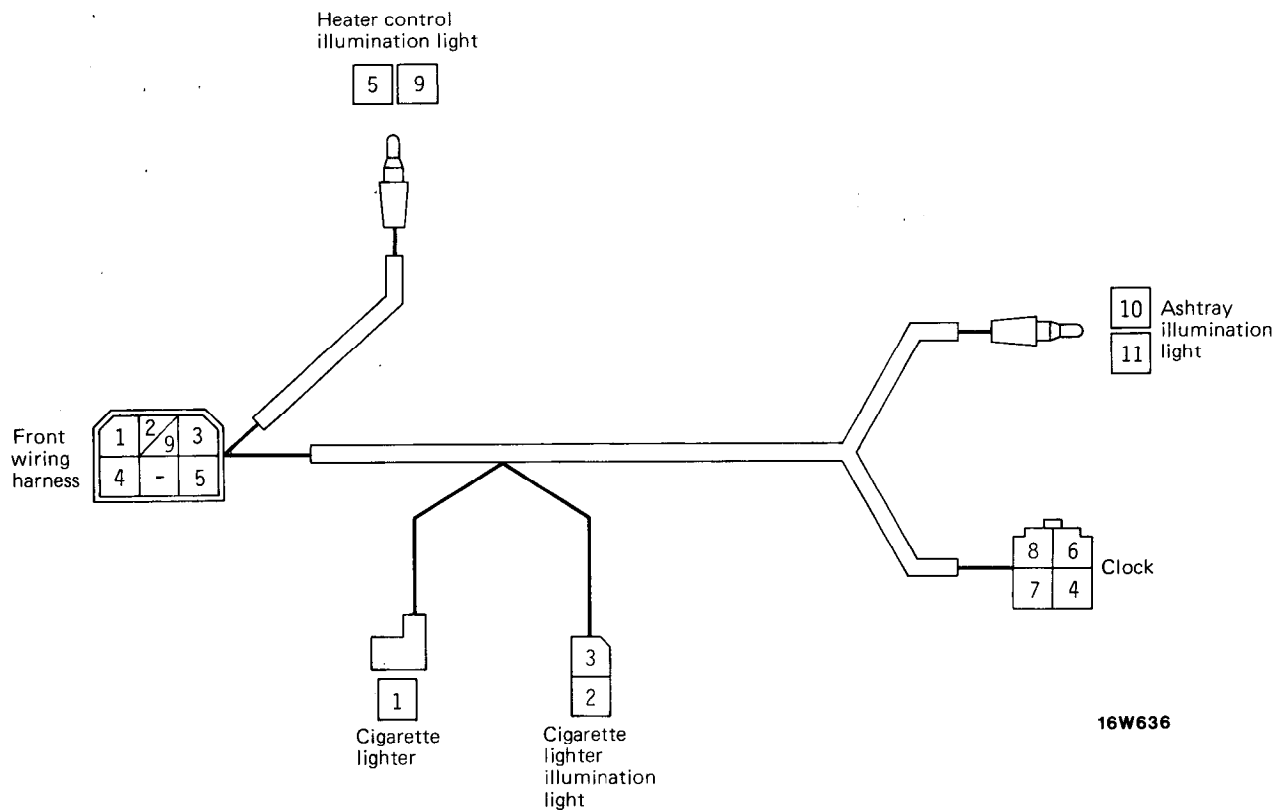 Heater control
illumination light
5 9
10
11
Ashtray
illumination
light
Front
wiring
harness
1 2 9 3
4 - 5
8 6
7 4
Clock
1
Cigarette
lighter
3
2
Cigarette
lighter
illumination
light
16W636